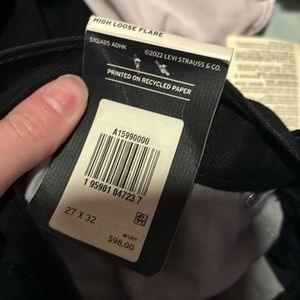 HIGH LOOSE FLARE
©2022 LEVI STRAUSS & CO.
PRINTED ON RECYCLED PAPER
A15990000
1 95901 04723 7
27 X 32
MSRP
$98.00